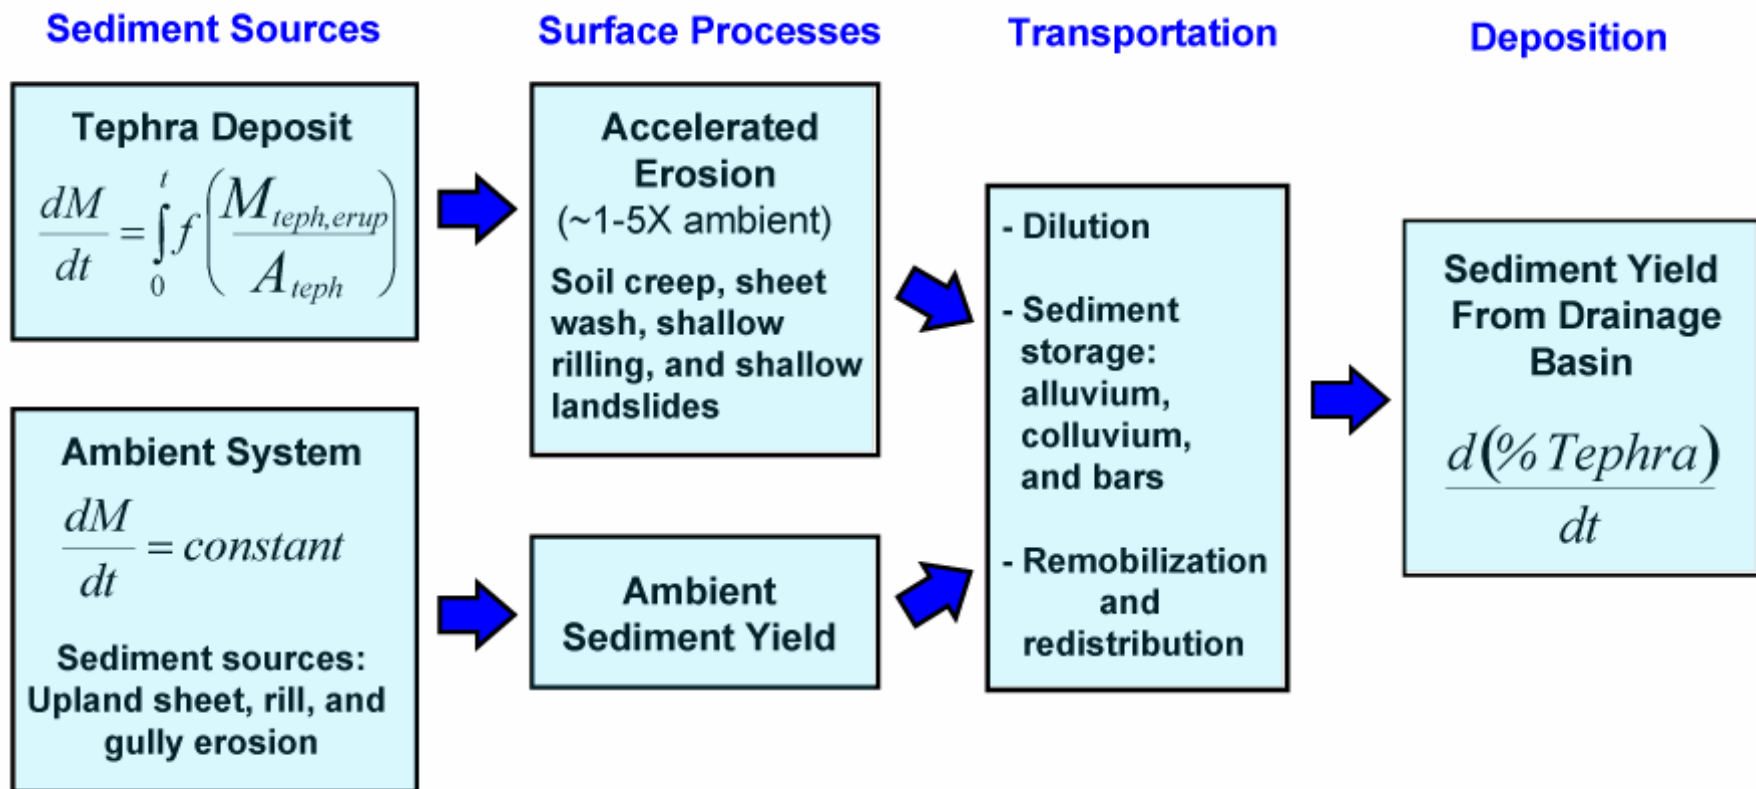 Sediment Sources
Surface Processes
Transportation
Deposition
Tephra Deposit
dM/dt = ∫₀ᵗ f(M_teph,erup / A_teph)
Ambient System
dM/dt = constant
Sediment sources:
Upland sheet, rill, and
gully erosion
Accelerated
Erosion
(~1-5X ambient)
Soil creep, sheet
wash, shallow
rilling, and shallow
landslides
Ambient
Sediment Yield
- Dilution
- Sediment
storage:
alluvium,
colluvium,
and bars
- Remobilization
and
redistribution
Sediment Yield
From Drainage
Basin
d(% Tephra)/dt